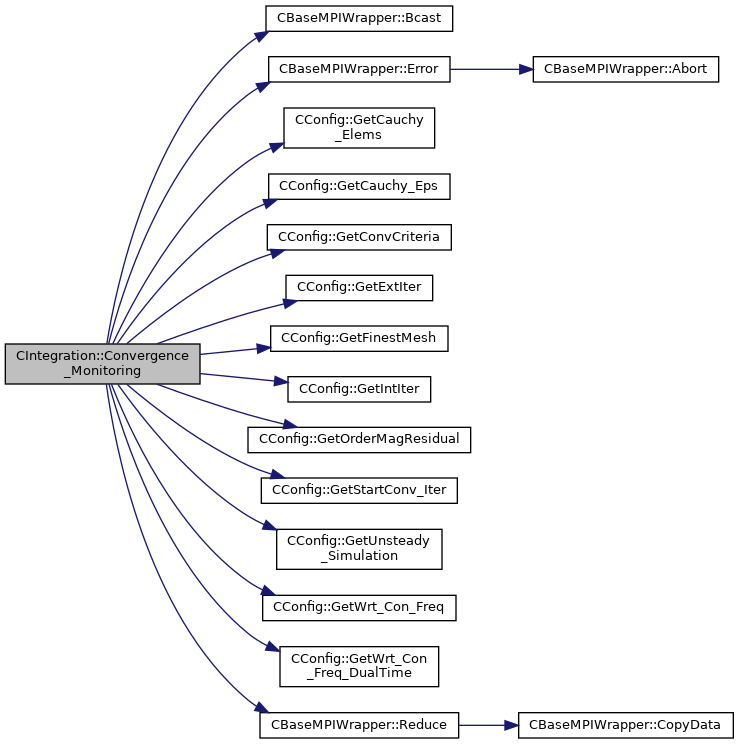 CBaseMPIWrapper::Bcast
CBaseMPIWrapper::Error
CBaseMPIWrapper::Abort
CConfig::GetCauchy
_Elems
CConfig::GetCauchy_Eps
CConfig::GetConvCriteria
CConfig::GetExtIter
CConfig::GetFinestMesh
CIntegration::Convergence
_Monitoring
CConfig::GetIntIter
CConfig::GetOrderMagResidual
CConfig::GetStartConv_Iter
CConfig::GetUnsteady
_Simulation
CConfig::GetWrt_Con_Freq
CConfig::GetWrt_Con
_Freq_DualTime
CBaseMPIWrapper::Reduce
CBaseMPIWrapper::CopyData